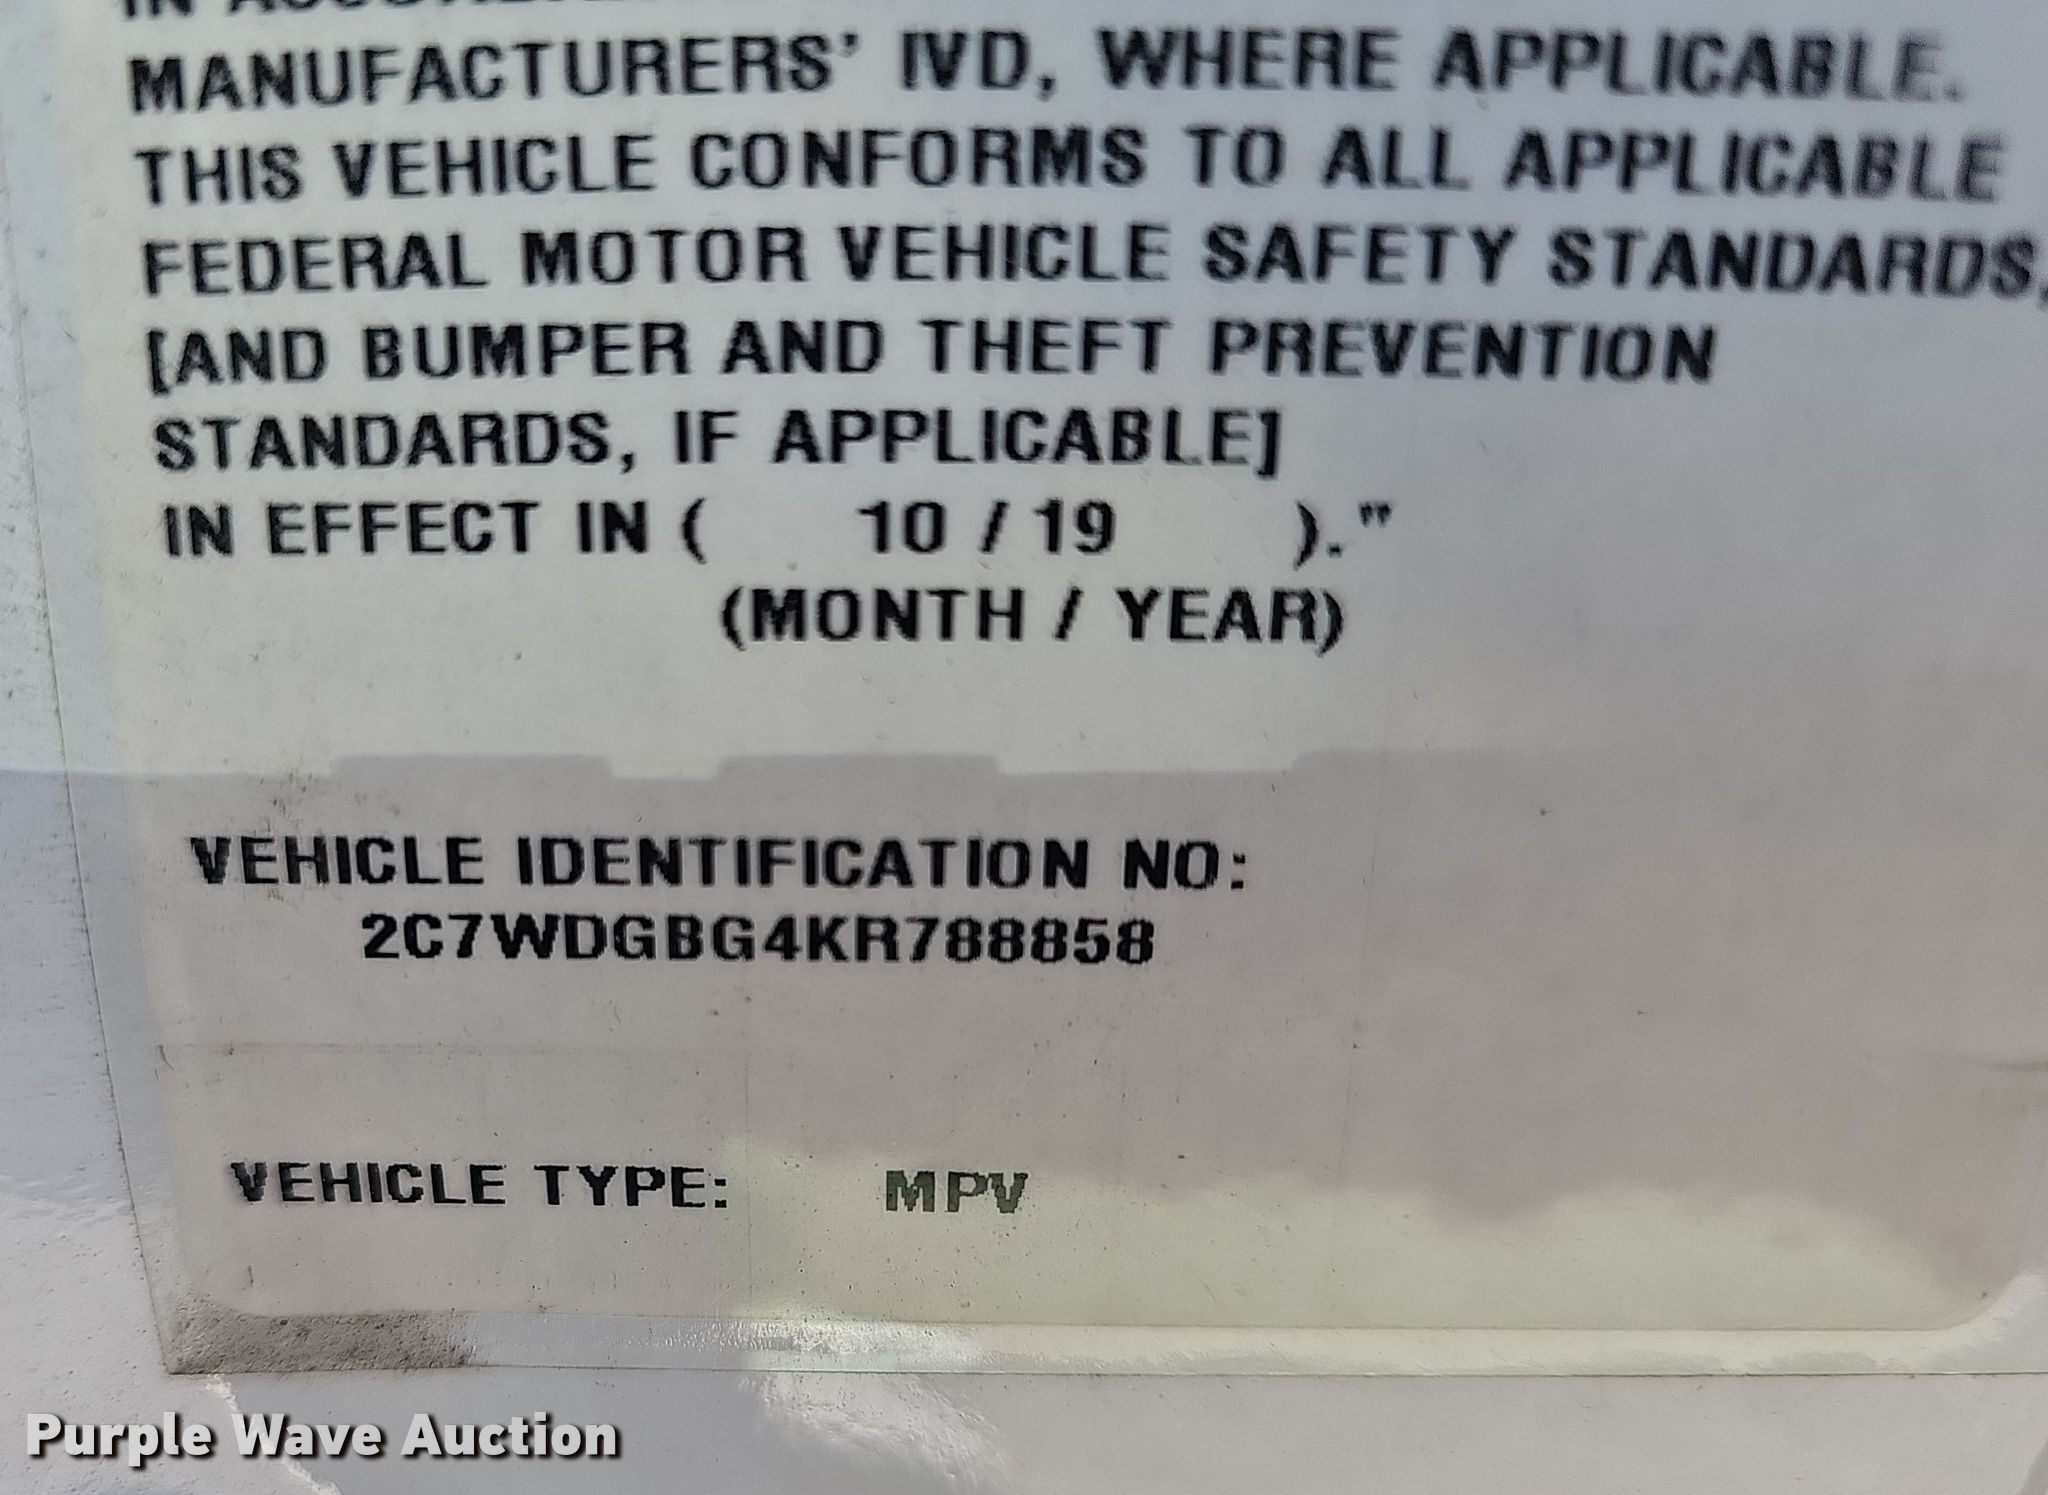 MANUFACTURERS' IVD, WHERE APPLICABLE.
THIS VEHICLE CONFORMS TO ALL APPLICABLE
FEDERAL MOTOR VEHICLE SAFETY STANDARDS,
[AND BUMPER AND THEFT PREVENTION
STANDARDS, IF APPLICABLE]
IN EFFECT IN ( 10 / 19 )."
(MONTH / YEAR)
VEHICLE IDENTIFICATION NO:
2C7WDGBG4KR788858
VEHICLE TYPE: MPV
Purple Wave Auction